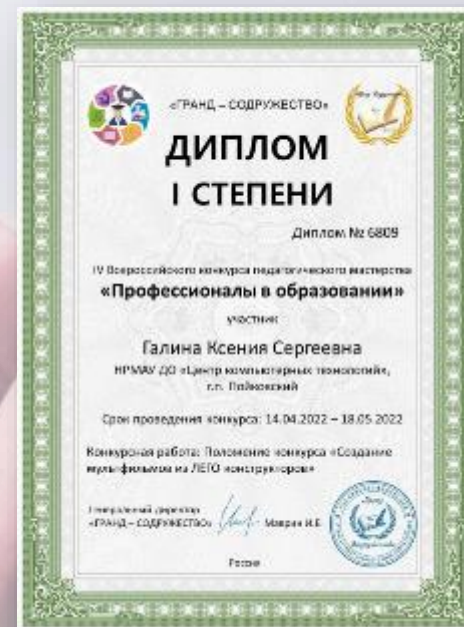 «ГРАНД – СОДРУЖЕСТВО»
ДИПЛОМ
I СТЕПЕНИ
Диплом № 6809
IV Всероссийского конкурса педагогического мастерства
«Профессионалы в образовании»
участник
Галина Ксения Сергеевна
НРМАУ ДО «Центр компьютерных технологий»,
г.п. Пойковский
Срок проведения конкурса: 14.04.2022 – 18.05.2022
Конкурсная работа: Положение конкурса «Создание
мультфильмов из ЛЕГО конструкторов»
Генеральный директор
«ГРАНД – СОДРУЖЕСТВО» Маврин И.Е.
Россия